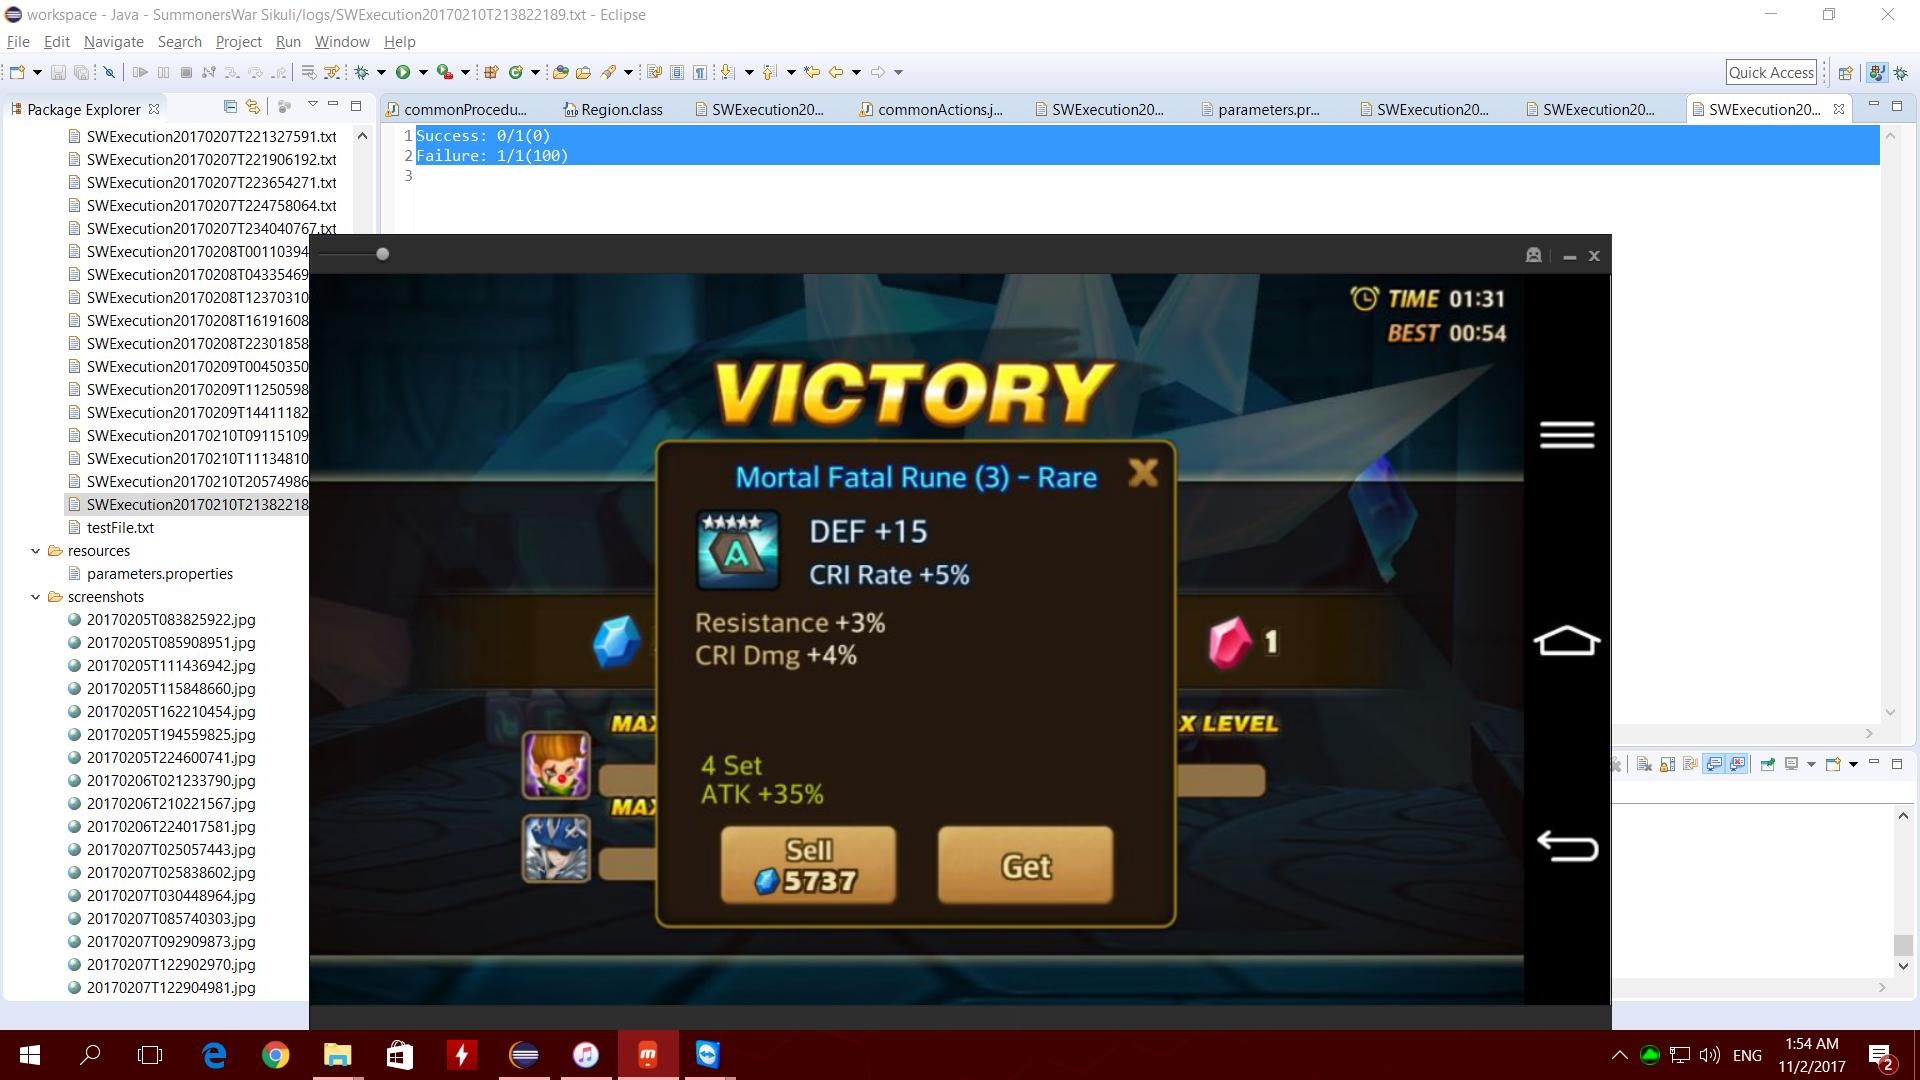 workspace - Java - SummonersWar Sikuli/logs/SWExecution20170210T213822189.txt - Eclipse
File Edit Navigate Search Project Run Window Help
Quick Access
Package Explorer
commonProcedu...
Region.class
SWExecution20...
commonActions.j...
SWExecution20...
parameters.pr...
SWExecution20...
SWExecution20...
SWExecution20...
SWExecution20170207T221327591.txt
SWExecution20170207T221906192.txt
SWExecution20170207T223654271.txt
SWExecution20170207T224758064.txt
SWExecution20170207T234040767.txt
SWExecution20170208T00110394
SWExecution20170208T04335469
SWExecution20170208T12370310
SWExecution20170208T16191608
SWExecution20170208T22301858
SWExecution20170209T00450350
SWExecution20170209T11250598
SWExecution20170209T14411182
SWExecution20170210T09115109
SWExecution20170210T11134810
SWExecution20170210T20574986
SWExecution20170210T21382218
testFile.txt
resources
parameters.properties
screenshots
20170205T083825922.jpg
20170205T085908951.jpg
20170205T111436942.jpg
20170205T115848660.jpg
20170205T162210454.jpg
20170205T194559825.jpg
20170205T224600741.jpg
20170206T021233790.jpg
20170206T210221567.jpg
20170206T224017581.jpg
20170207T025057443.jpg
20170207T025838602.jpg
20170207T030448964.jpg
20170207T085740303.jpg
20170207T092909873.jpg
20170207T122902970.jpg
20170207T122904981.jpg
1 Success: 0/1(0)
2 Failure: 1/1(100)
3
TIME 01:31
BEST 00:54
VICTORY
Mortal Fatal Rune (3) - Rare
DEF +15
CRI Rate +5%
Resistance +3%
CRI Dmg +4%
1
MAX
X LEVEL
MAX
4 Set
ATK +35%
Sell
5737
Get
ENG
1:54 AM
11/2/2017
2